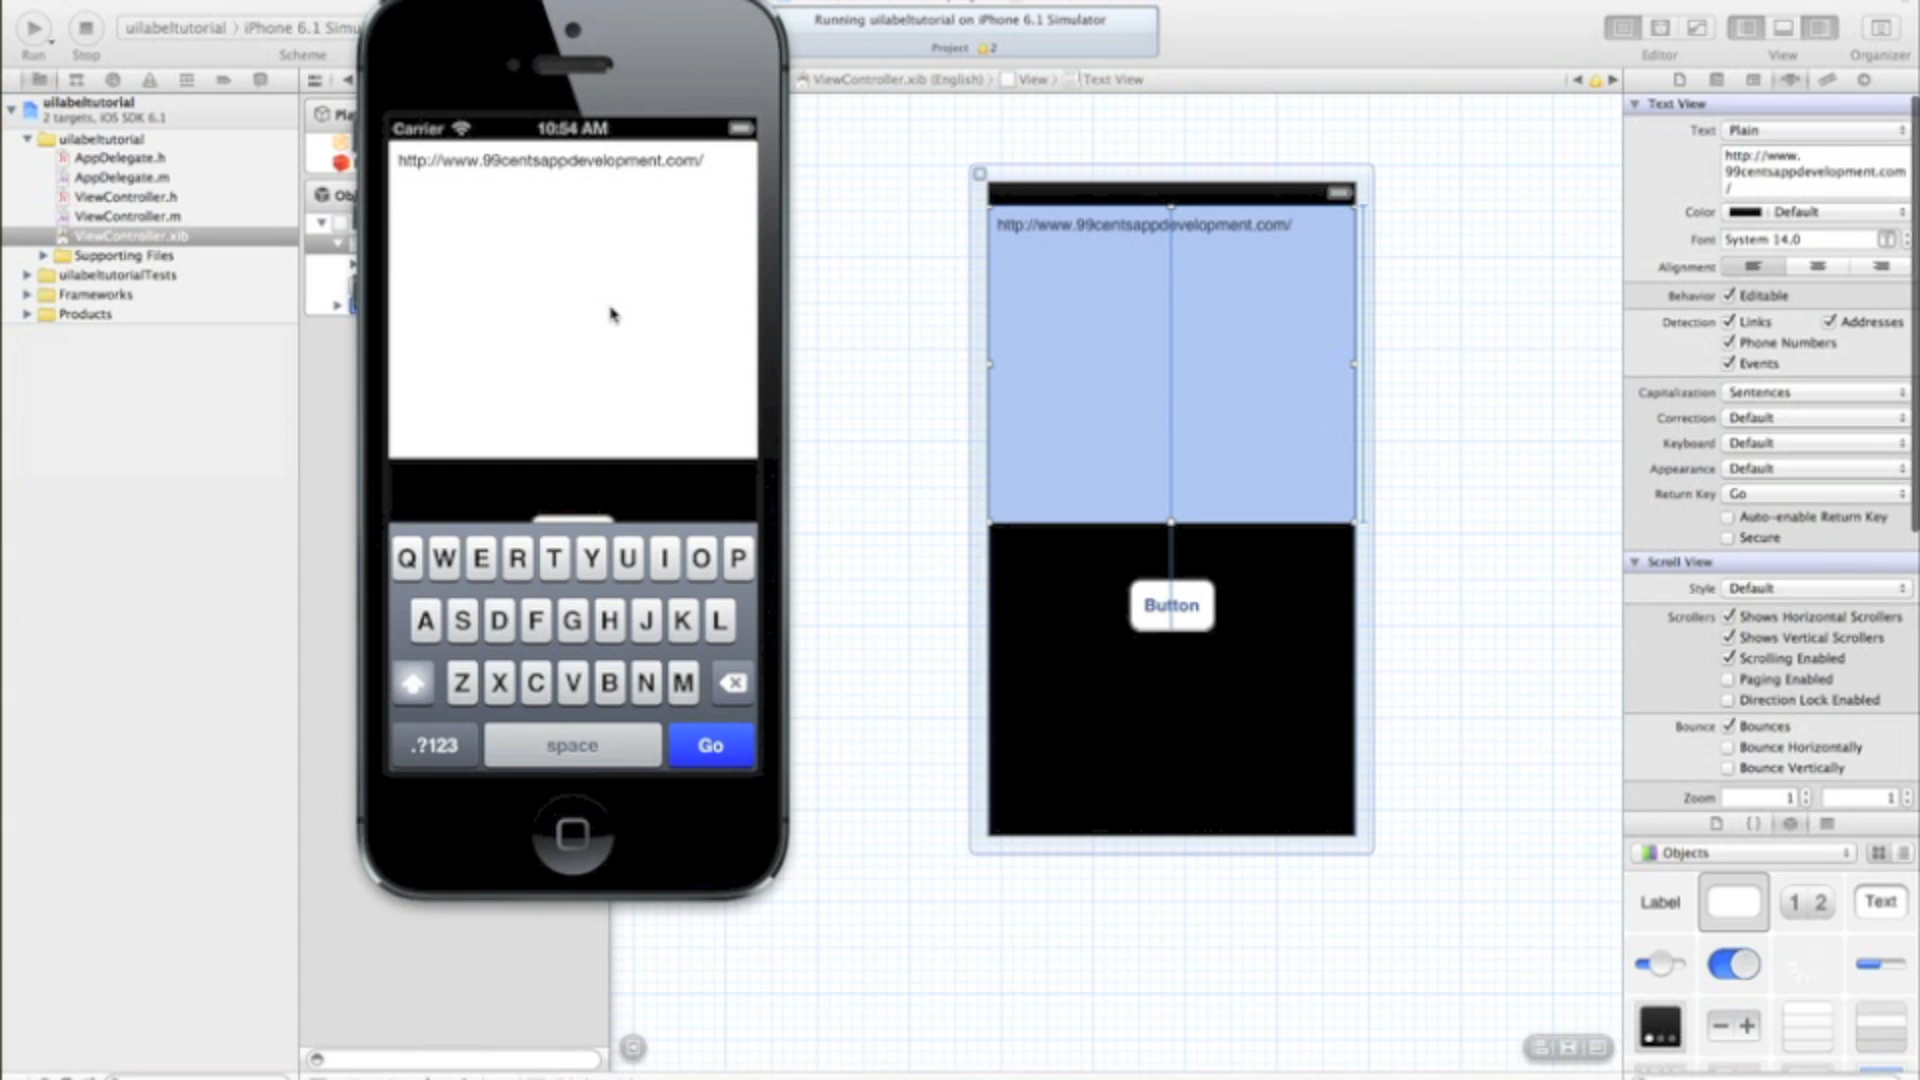 uilabeltutorial > iPhone 6.1 Simu
Run
Stop
Scheme
Running uilabeltutorial on iPhone 6.1 Simulator
Project 2
Editor
View
Organizer
ViewController.xib (English)
View
Text View
uilabeltutorial
2 targets, iOS SDK 6.1
uilabeltutorial
AppDelegate.h
AppDelegate.m
ViewController.h
ViewController.m
ViewController.xib
Supporting Files
uilabeltutorialTests
Frameworks
Products
Carrier
10:54 AM
http://www.99centsappdevelopment.com/
Q W E R T Y U I O P
A S D F G H J K L
Z X C V B N M
.?123
space
Go
http://www.99centsappdevelopment.com/
Button
Text View
Text Plain
http://www.
99centsappdevelopment.com
/
Color Default
Font System 14.0
Alignment
Behavior Editable
Detection Links Addresses
Phone Numbers
Events
Capitalization Sentences
Correction Default
Keyboard Default
Appearance Default
Return Key Go
Auto-enable Return Key
Secure
Scroll View
Style Default
Scrollers Shows Horizontal Scrollers
Shows Vertical Scrollers
Scrolling Enabled
Paging Enabled
Direction Lock Enabled
Bounce Bounces
Bounce Horizontally
Bounce Vertically
Zoom 1 1
Objects
Label
1 2
Text